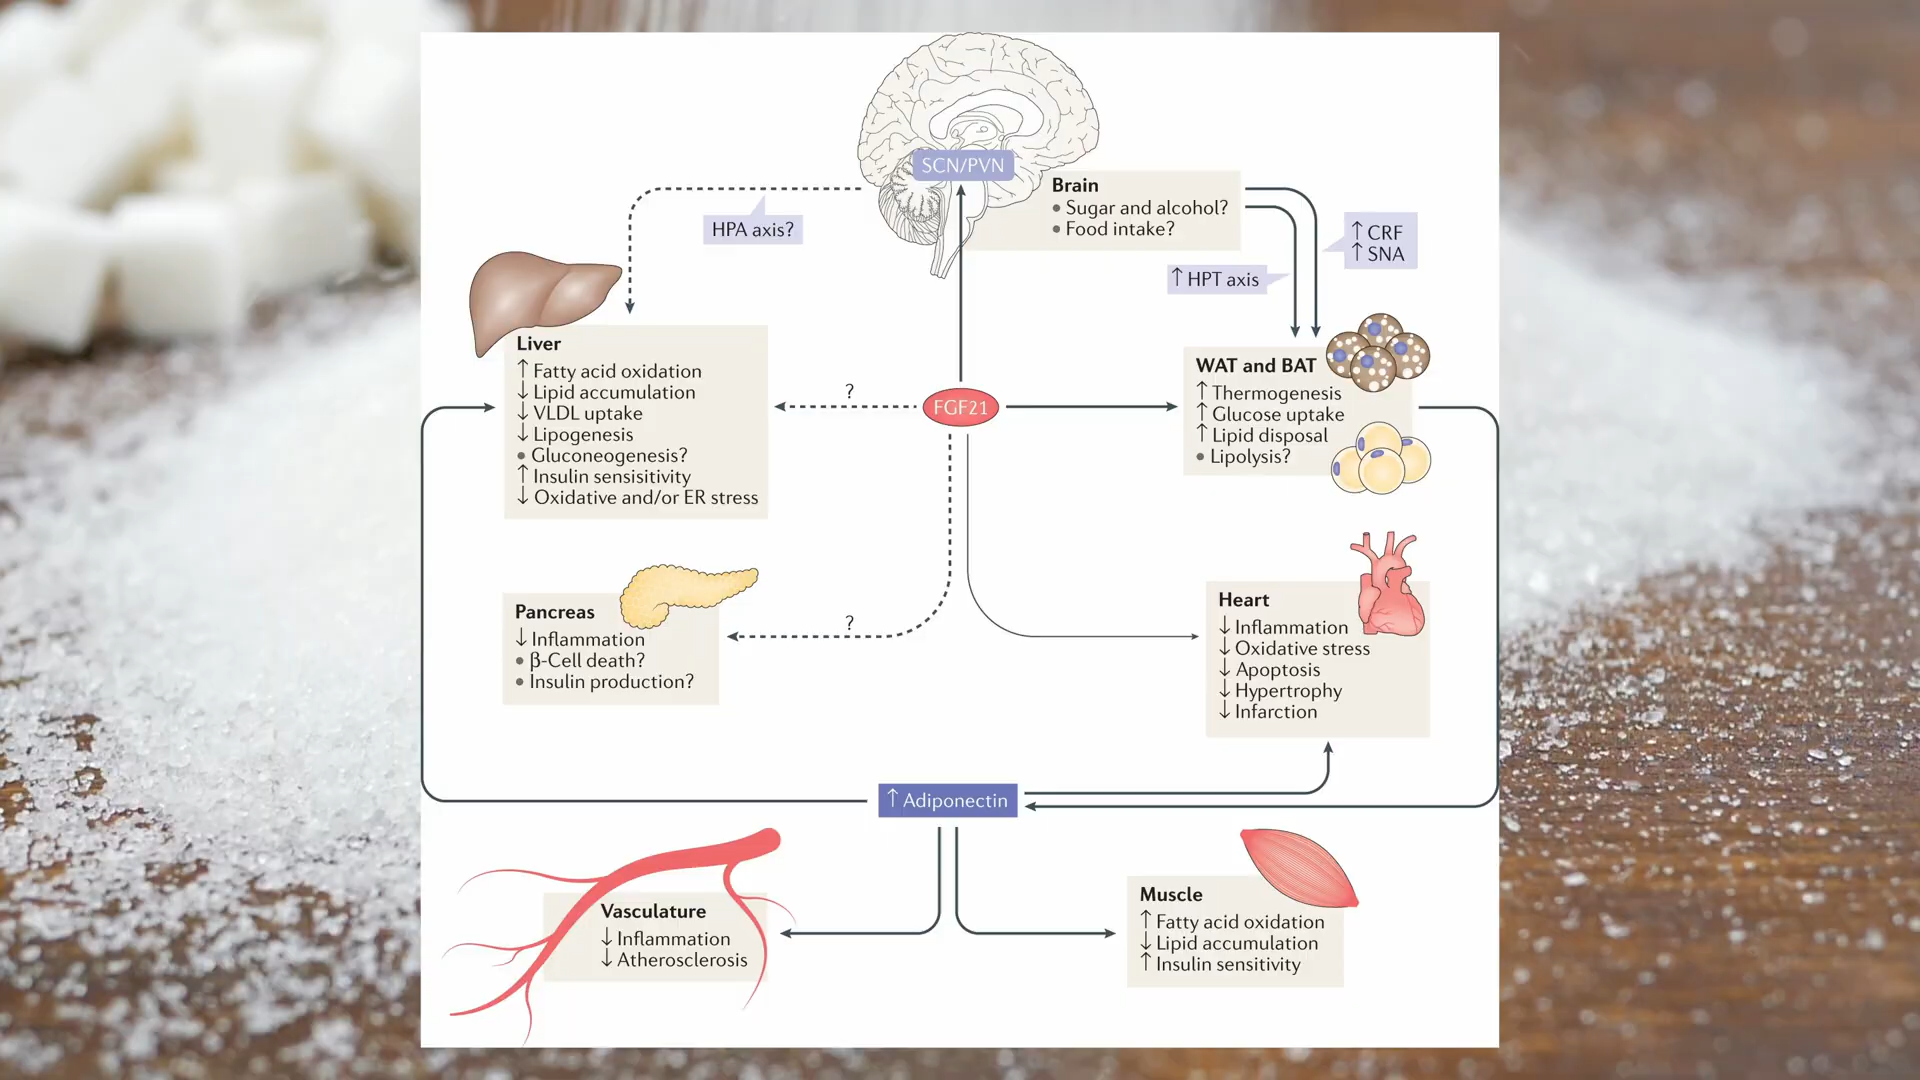 SCN/PVN
Brain
• Sugar and alcohol?
• Food intake?
HPA axis?
↑ CRF
↑ SNA
↑ HPT axis
Liver
↑ Fatty acid oxidation
↓ Lipid accumulation
↓ VLDL uptake
↓ Lipogenesis
• Gluconeogenesis?
↑ Insulin sensisitivity
↓ Oxidative and/or ER stress
?
FGF21
WAT and BAT
↑ Thermogenesis
↑ Glucose uptake
↑ Lipid disposal
• Lipolysis?
Pancreas
↓ Inflammation
• β-Cell death?
• Insulin production?
?
Heart
↓ Inflammation
↓ Oxidative stress
↓ Apoptosis
↓ Hypertrophy
↓ Infarction
↑ Adiponectin
Vasculature
↓ Inflammation
↓ Atherosclerosis
Muscle
↑ Fatty acid oxidation
↓ Lipid accumulation
↑ Insulin sensitivity